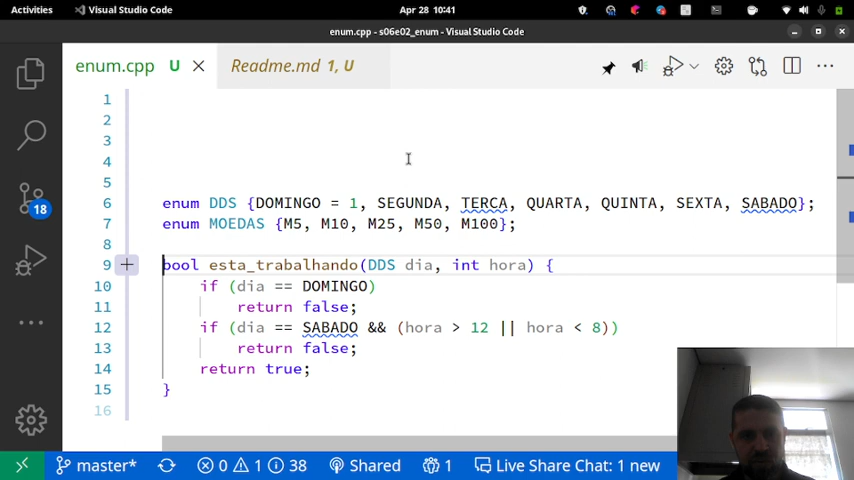 Activities Visual Studio Code Apr 28 10:41
enum.cpp - s06e02_enum - Visual Studio Code
enum.cpp U Readme.md 1, U
1
2
3
4
5
6 enum DDS {DOMINGO = 1, SEGUNDA, TERCA, QUARTA, QUINTA, SEXTA, SABADO};
7 enum MOEDAS {M5, M10, M25, M50, M100};
8
9 bool esta_trabalhando(DDS dia, int hora) {
10 if (dia == DOMINGO)
11 return false;
12 if (dia == SABADO && (hora > 12 || hora < 8))
13 return false;
14 return true;
15 }
16
18
master* 0 1 38 Shared 1 Live Share Chat: 1 new